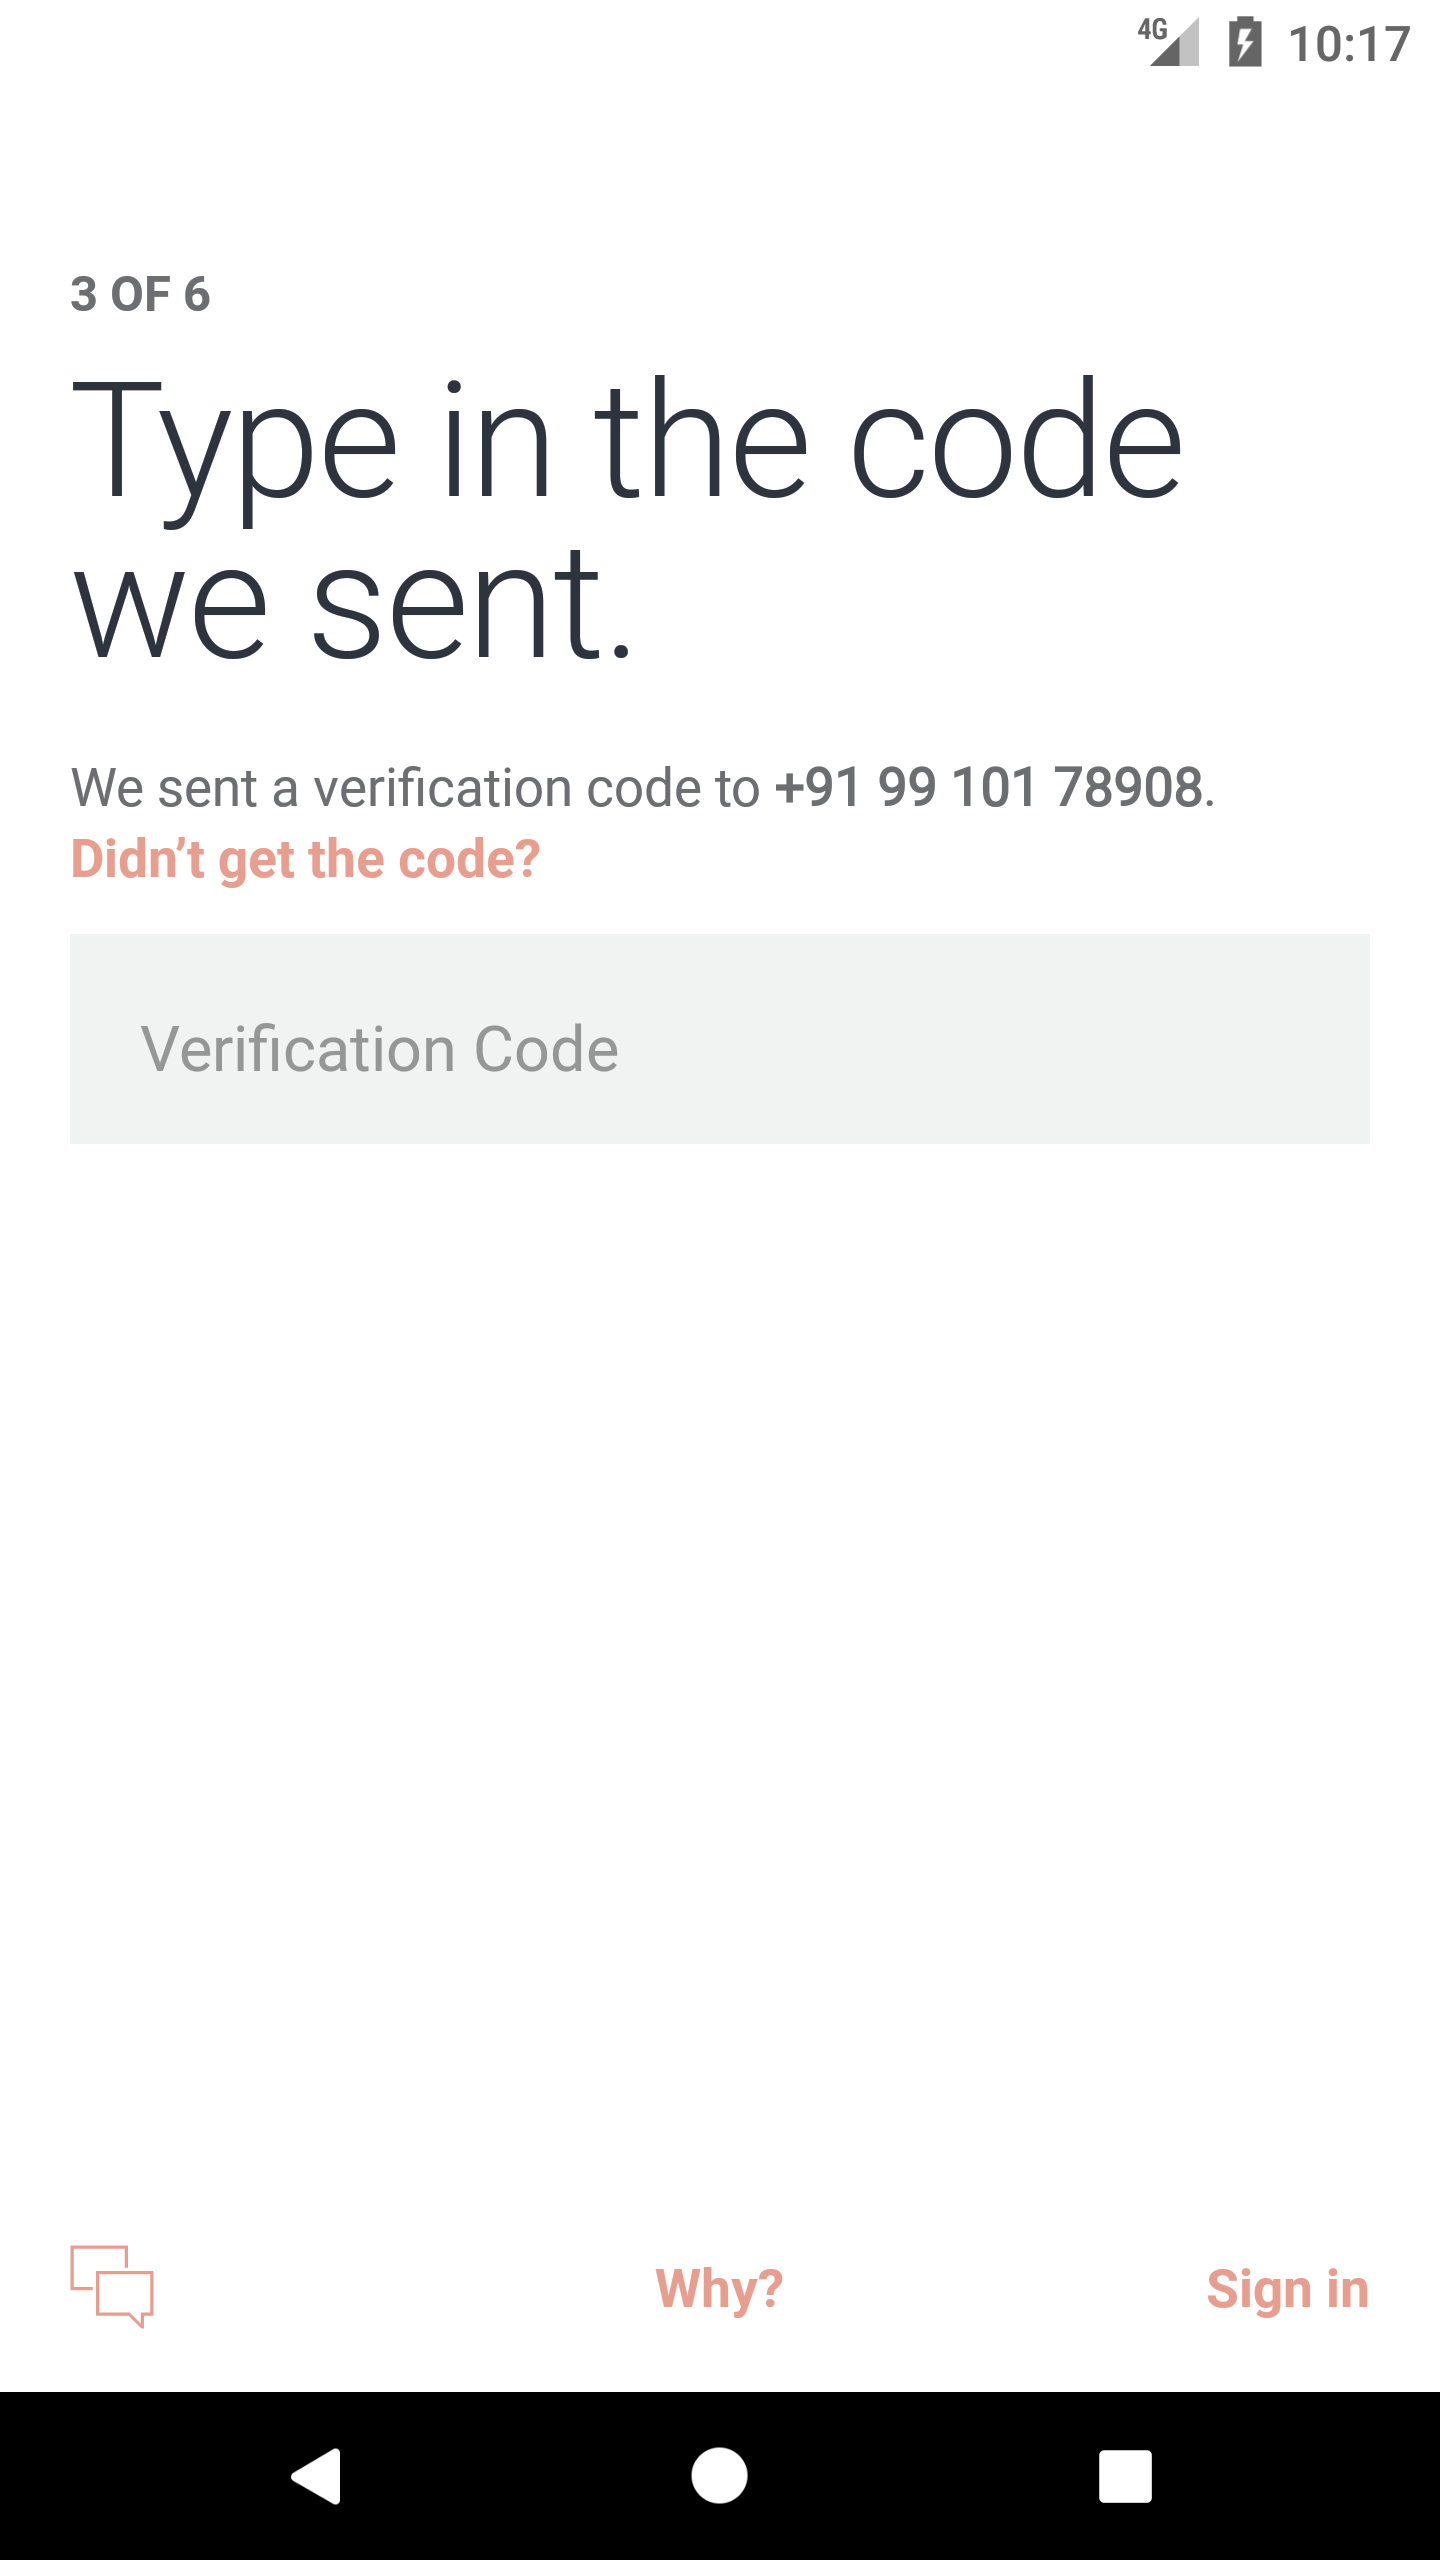 4G 10:17
3 OF 6
Type in the code
we sent.
We sent a verification code to +91 99 101 78908.
Didn’t get the code?
Verification Code
Why? Sign in